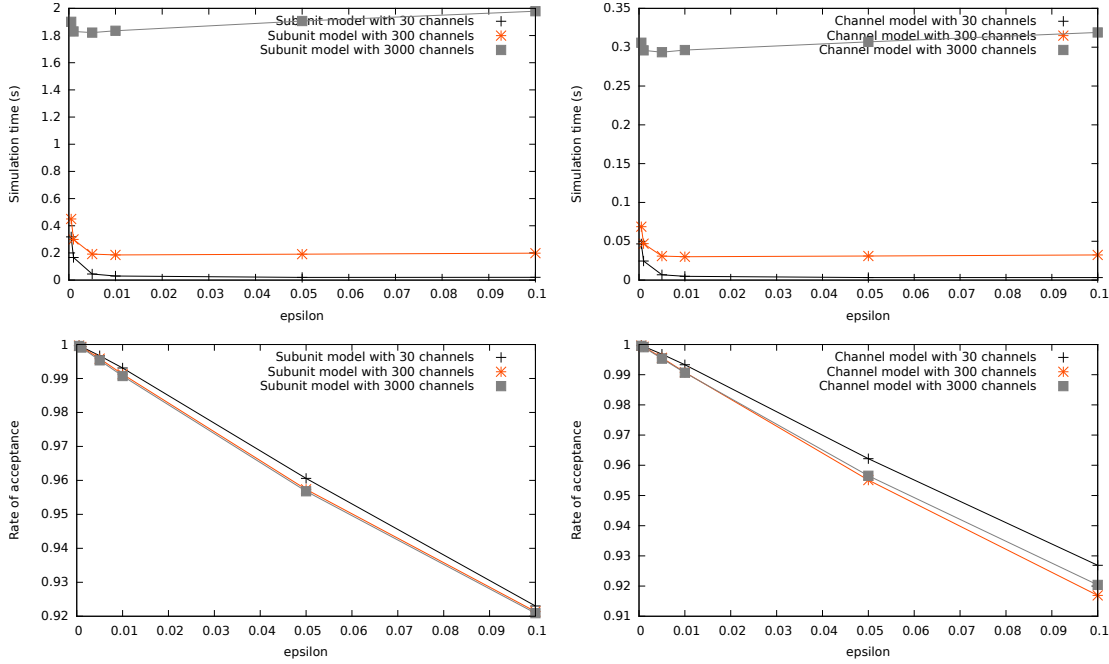 Subunit model with 30 channels
Subunit model with 300 channels
Subunit model with 3000 channels
Simulation time (s)
2
1.8
1.6
1.4
1.2
1
0.8
0.6
0.4
0.2
0
0 0.01 0.02 0.03 0.04 0.05 0.06 0.07 0.08 0.09 0.1
epsilon
Channel model with 30 channels
Channel model with 300 channels
Channel model with 3000 channels
Simulation time (s)
0.35
0.3
0.25
0.2
0.15
0.1
0.05
0
0 0.01 0.02 0.03 0.04 0.05 0.06 0.07 0.08 0.09 0.1
epsilon
Subunit model with 30 channels
Subunit model with 300 channels
Subunit model with 3000 channels
Rate of acceptance
1
0.99
0.98
0.97
0.96
0.95
0.94
0.93
0.92
0 0.01 0.02 0.03 0.04 0.05 0.06 0.07 0.08 0.09 0.1
epsilon
Channel model with 30 channels
Channel model with 300 channels
Channel model with 3000 channels
Rate of acceptance
1
0.99
0.98
0.97
0.96
0.95
0.94
0.93
0.92
0.91
0 0.01 0.02 0.03 0.04 0.05 0.06 0.07 0.08 0.09 0.1
epsilon